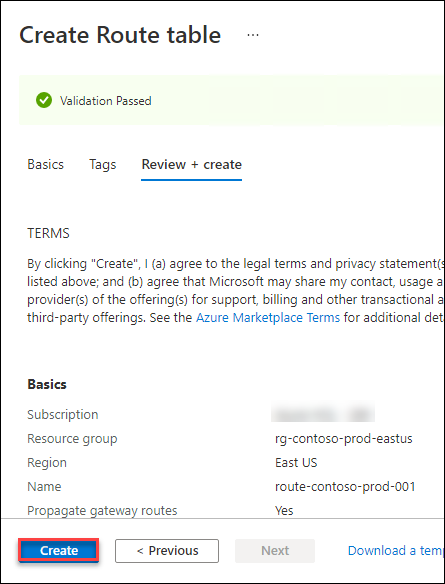 Create Route table ...
Validation Passed
Basics Tags Review + create
TERMS
By clicking "Create", I (a) agree to the legal terms and privacy statement(s
listed above; and (b) agree that Microsoft may share my contact, usage a
provider(s) of the offering(s) for support, billing and other transactional a
third-party offerings. See the Azure Marketplace Terms for additional deta
Basics
Subscription
Resource group rg-contoso-prod-eastus
Region East US
Name route-contoso-prod-001
Propagate gateway routes Yes
Create < Previous Next Download a temp